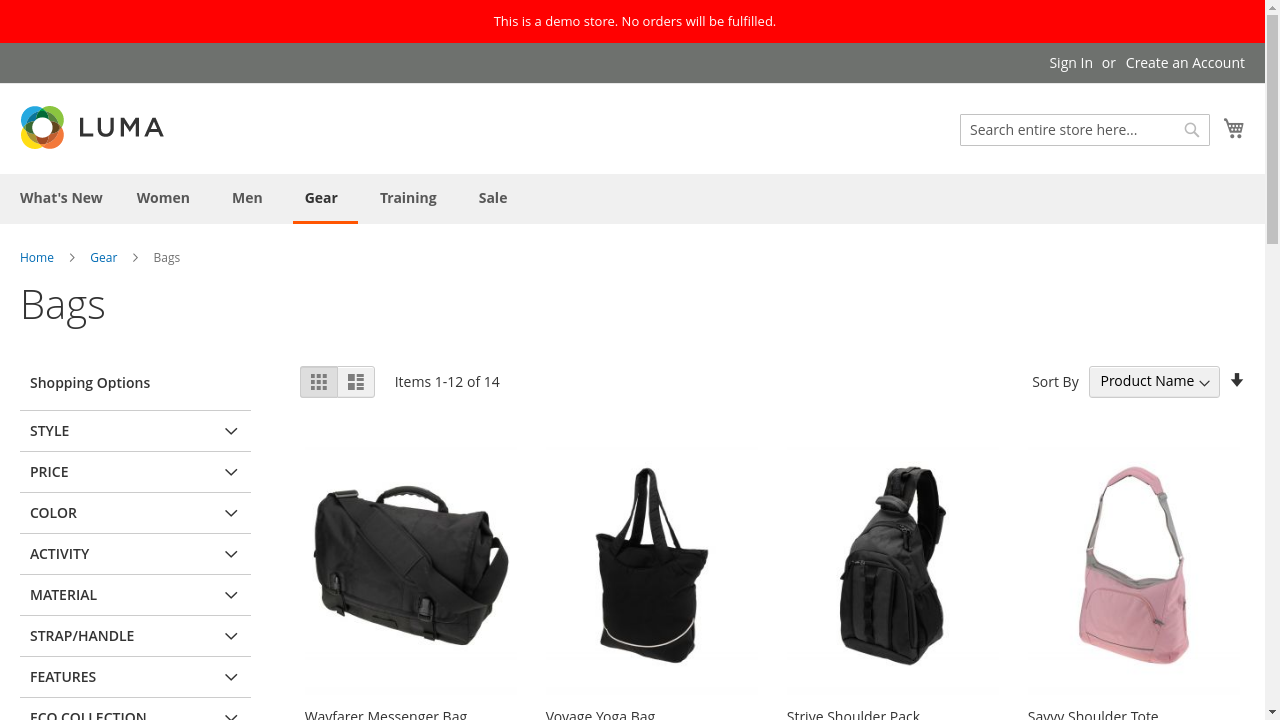 This is a demo store. No orders will be fulfilled.
Sign In or Create an Account
LUMA
Search entire store here...
What's New Women Men Gear Training Sale
Home > Gear > Bags
Bags
Shopping Options
Items 1-12 of 14
Sort By Product Name
STYLE
PRICE
COLOR
ACTIVITY
MATERIAL
STRAP/HANDLE
FEATURES
ECO COLLECTION
Wayfarer Messenger Bag
Voyage Yoga Bag
Strive Shoulder Pack
Savvy Shoulder Tote